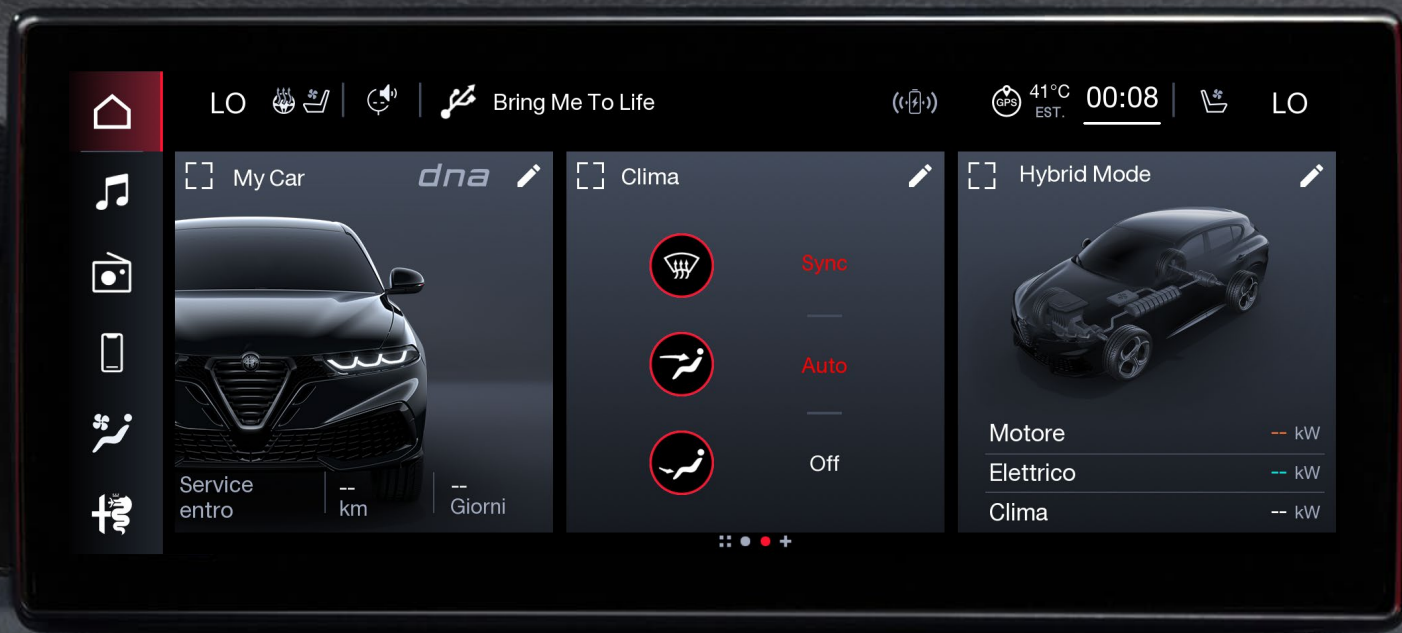 LO
Bring Me To Life
GPS
41°C
EST.
00:08
LO
My Car
dna
Clima
Hybrid Mode
Sync
Auto
Off
Service
entro
--
km
--
Giorni
Motore -- kW
Elettrico -- kW
Clima -- kW